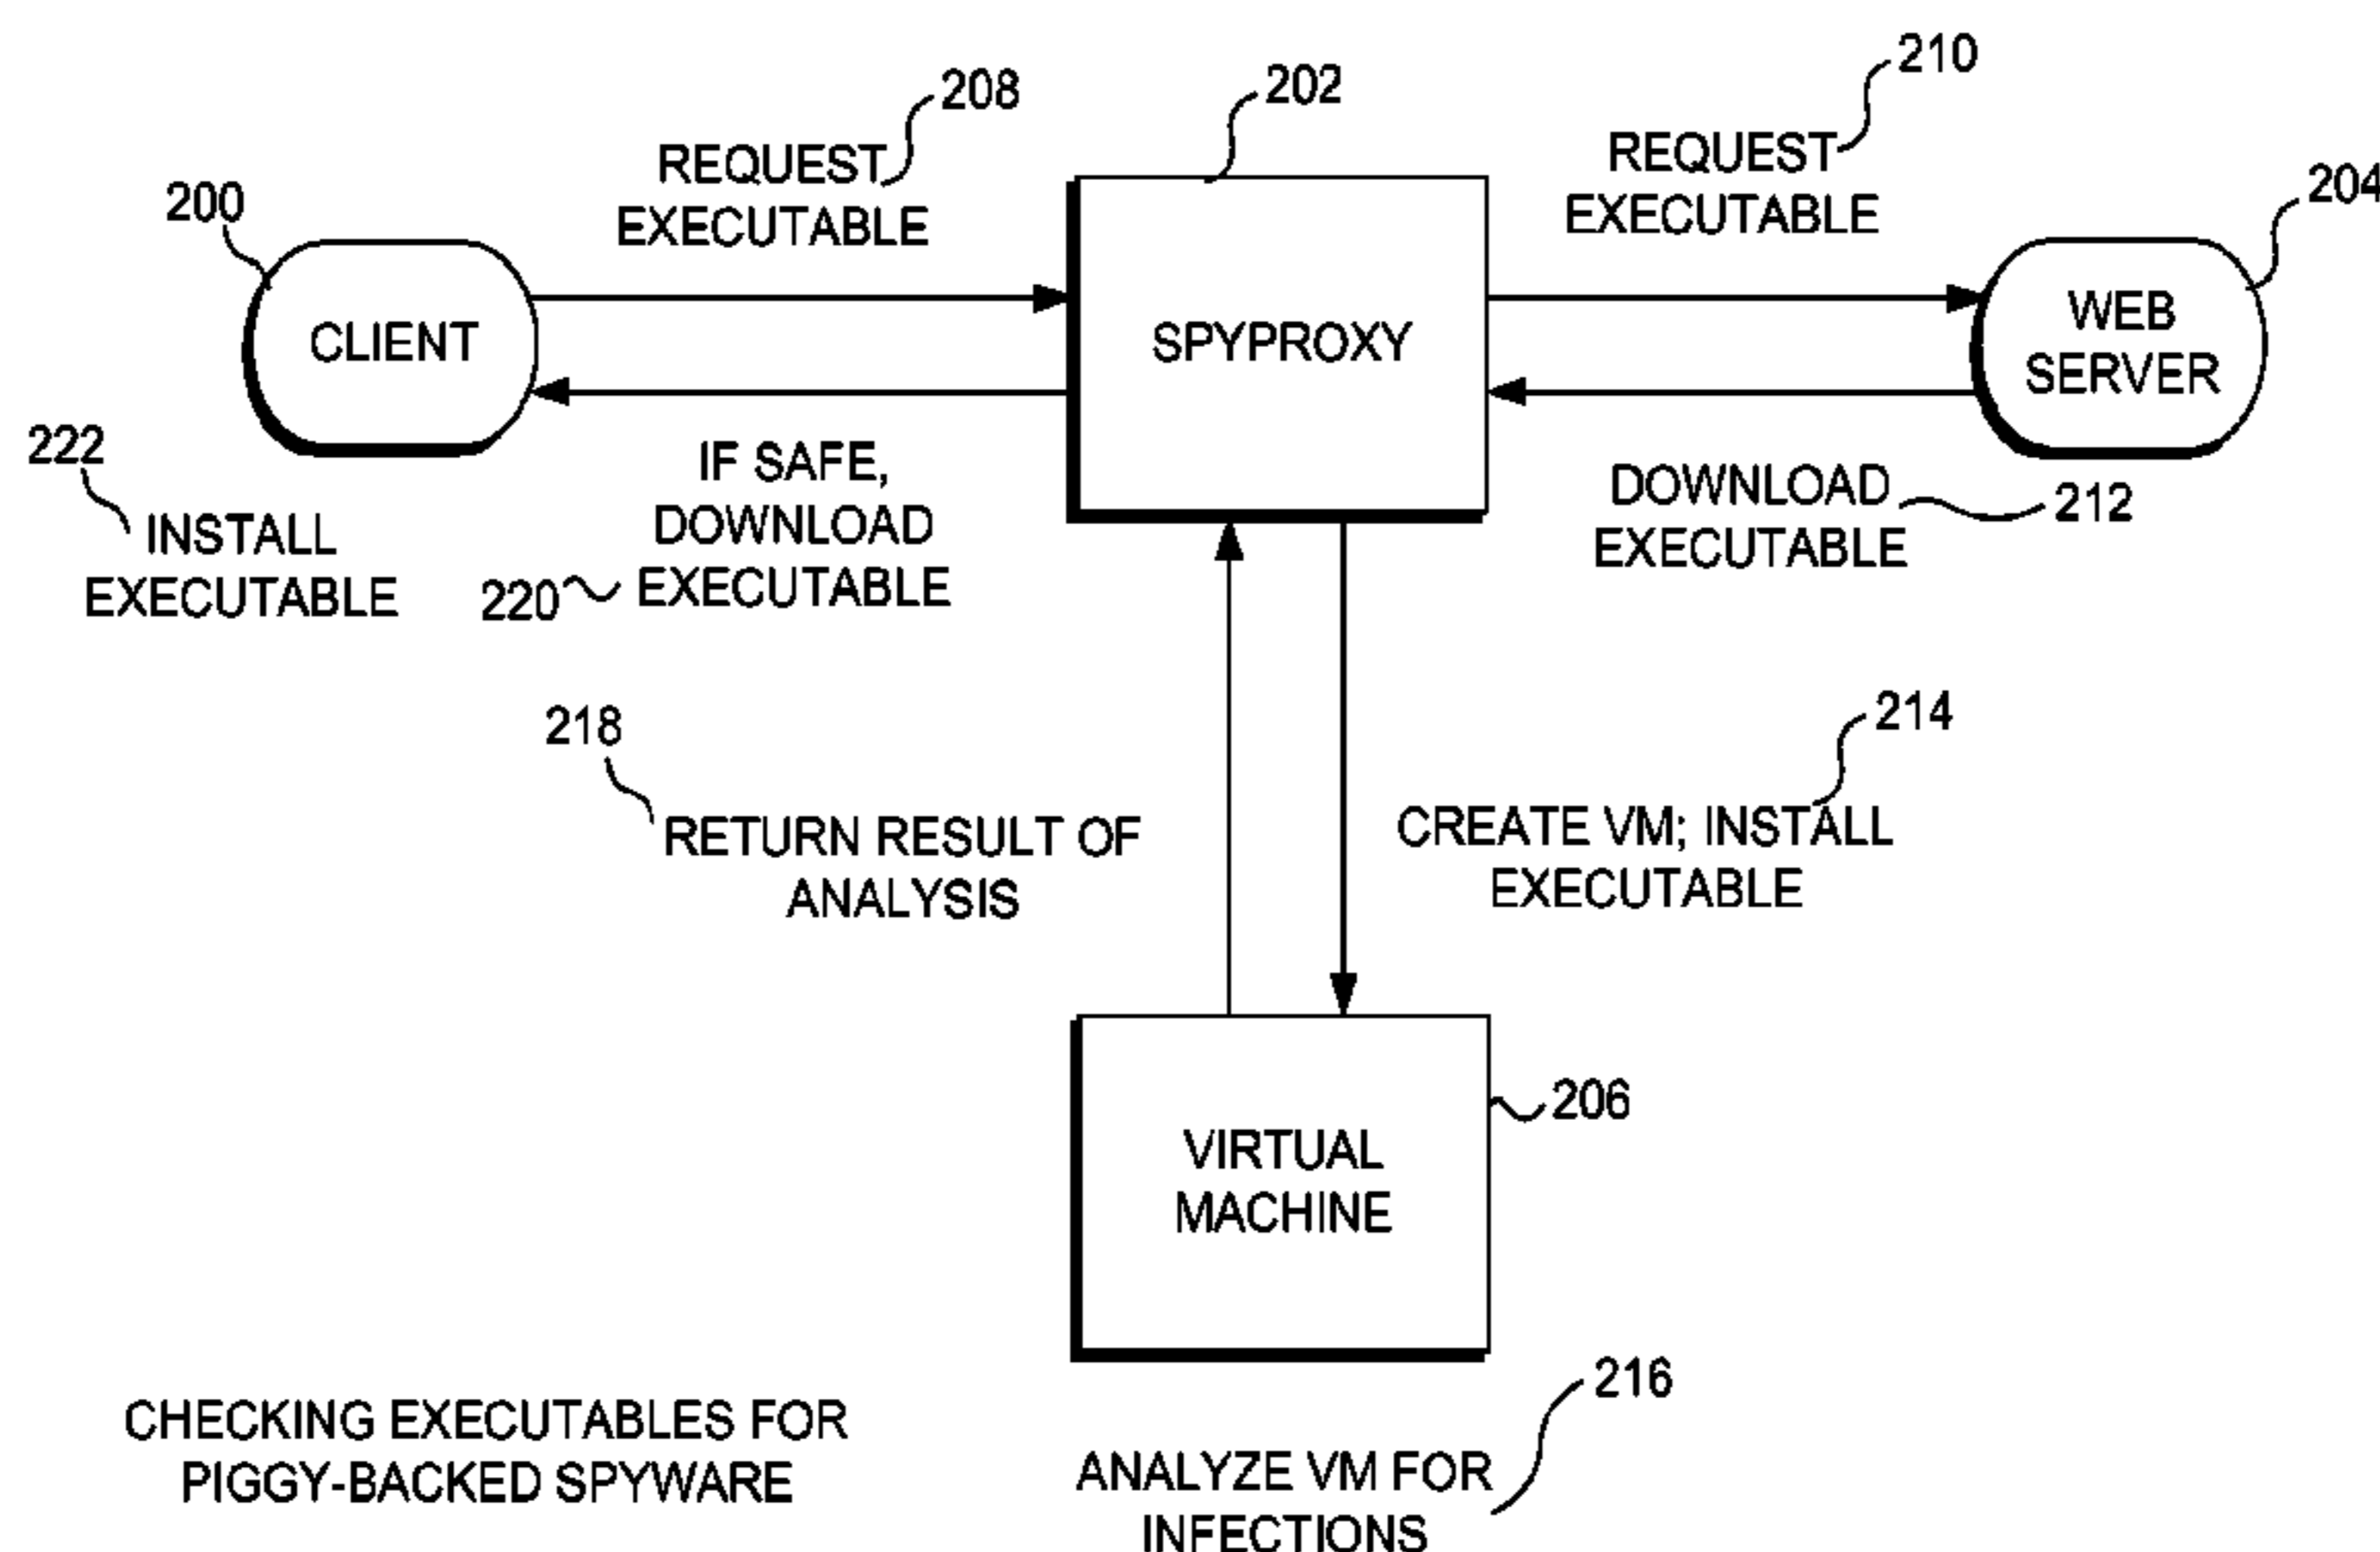 210
208
202
REQUEST
EXECUTABLE
REQUEST
EXECUTABLE
204
200
CLIENT
SPYPROXY
WEB
SERVER
222
INSTALL
EXECUTABLE
IF SAFE,
DOWNLOAD
EXECUTABLE
220
DOWNLOAD
EXECUTABLE
212
218
RETURN RESULT OF
ANALYSIS
214
CREATE VM; INSTALL
EXECUTABLE
206
VIRTUAL
MACHINE
216
CHECKING EXECUTABLES FOR
PIGGY-BACKED SPYWARE
ANALYZE VM FOR
INFECTIONS